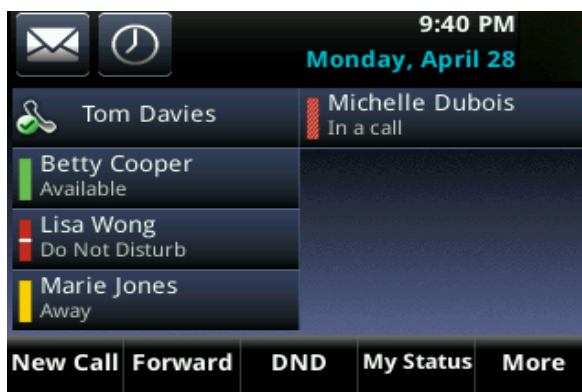 9:40 PM
Monday, April 28
Tom Davies
Michelle Dubois
In a call
Betty Cooper
Available
Lisa Wong
Do Not Disturb
Marie Jones
Away
New Call Forward DND My Status More